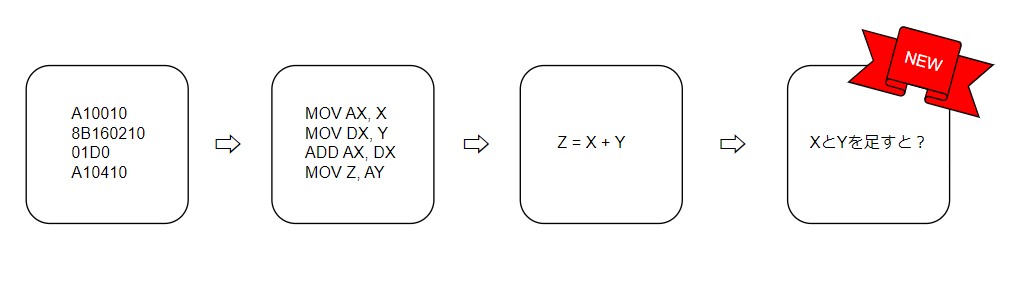 A10010
8B160210
01D0
A10410
MOV AX, X
MOV DX, Y
ADD AX, DX
MOV Z, AY
Z = X + Y
XとYを足すと？
NEW